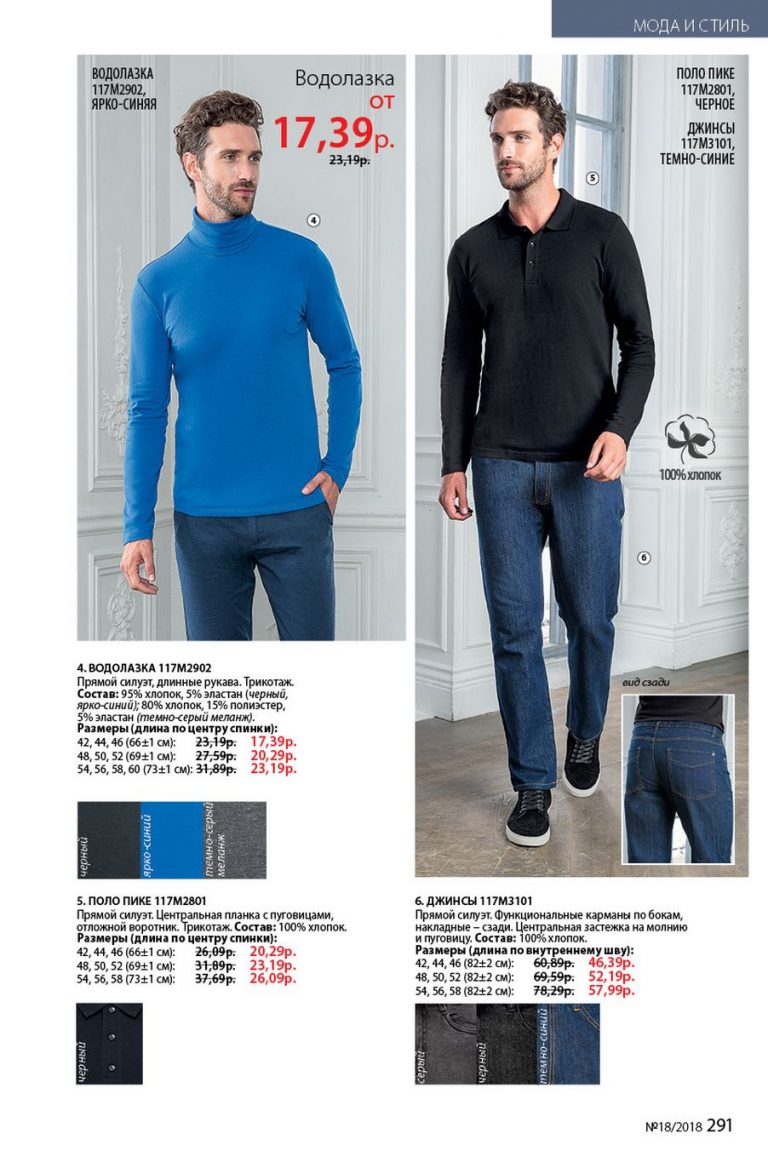 МОДА И СТИЛЬ
ВОДОЛАЗКА
117М2902,
ЯРКО-СИНЯЯ
Водолазка
от
17,39р.
23,19р.
4
ПОЛО ПИКЕ
117М2801,
ЧЕРНОЕ
ДЖИНСЫ
117М3101,
ТЕМНО-СИНИЕ
5
100% хлопок
6
вид сзади
4. ВОДОЛАЗКА 117М2902
Прямой силуэт, длинные рукава. Трикотаж.
Состав: 95% хлопок, 5% эластан (черный,
ярко-синий); 80% хлопок, 15% полиэстер,
5% эластан (темно-серый меланж).
Размеры (длина по центру спинки):
42, 44, 46 (66±1 см): 23,19р. 17,39р.
48, 50, 52 (69±1 см): 27,59р. 20,29р.
54, 56, 58, 60 (73±1 см): 31,89р. 23,19р.
черный
ярко-синий
темно-серый
меланж
5. ПОЛО ПИКЕ 117М2801
Прямой силуэт. Центральная планка с пуговицами,
отложной воротник. Трикотаж. Состав: 100% хлопок.
Размеры (длина по центру спинки):
42, 44, 46 (66±1 см): 26,09р. 20,29р.
48, 50, 52 (69±1 см): 31,89р. 23,19р.
54, 56, 58 (73±1 см): 37,69р. 26,09р.
черный
6. ДЖИНСЫ 117М3101
Прямой силуэт. Функциональные карманы по бокам,
накладные – сзади. Центральная застежка на молнию
и пуговицу. Состав: 100% хлопок.
Размеры (длина по внутреннему шву):
42, 44, 46 (82±2 см): 60,89р. 46,39р.
48, 50, 52 (82±2 см): 69,59р. 52,19р.
54, 56, 58 (82±2 см): 78,29р. 57,99р.
серый
черный
темно-синий
№18/2018 291